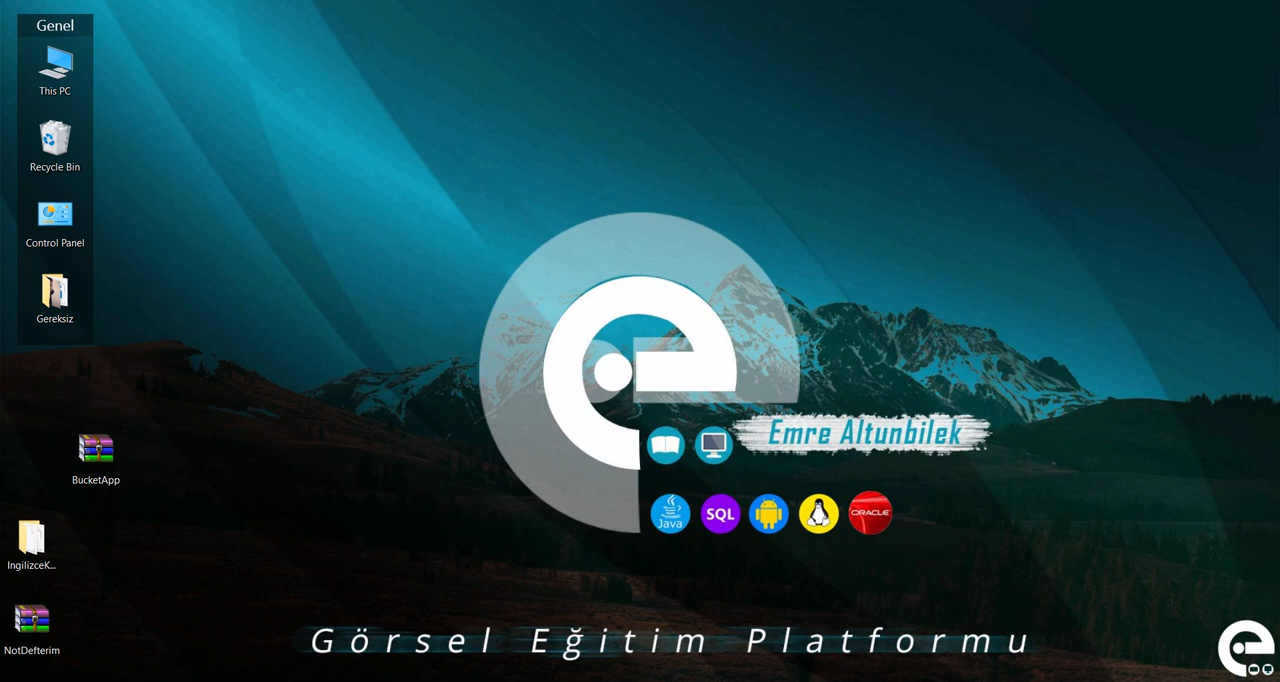 Genel
This PC
Recycle Bin
Control Panel
Gereksiz
BucketApp
IngilizceK...
NotDefterim
Emre Altunbilek
Java
SQL
ORACLE
Görsel Eğitim Platformu